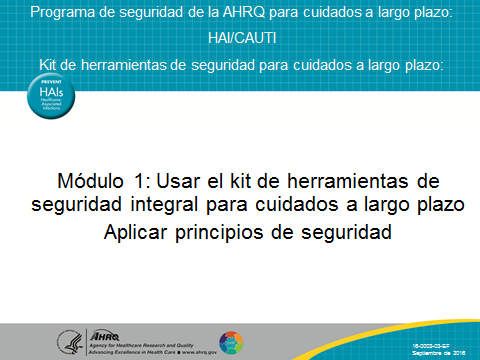 Programa de seguridad de la AHRQ para cuidados a largo plazo:
HAI/CAUTI
Kit de herramientas de seguridad para cuidados a largo plazo:
PREVENT
HAIs
Healthcare
Associated
Infections
Módulo 1: Usar el kit de herramientas de
seguridad integral para cuidados a largo plazo
Aplicar principios de seguridad
AHRQ
Agency for Healthcare Research and Quality
Advancing Excellence in Health Care
www.ahrq.gov
16-0003-03-EF
Septiembre de 2016